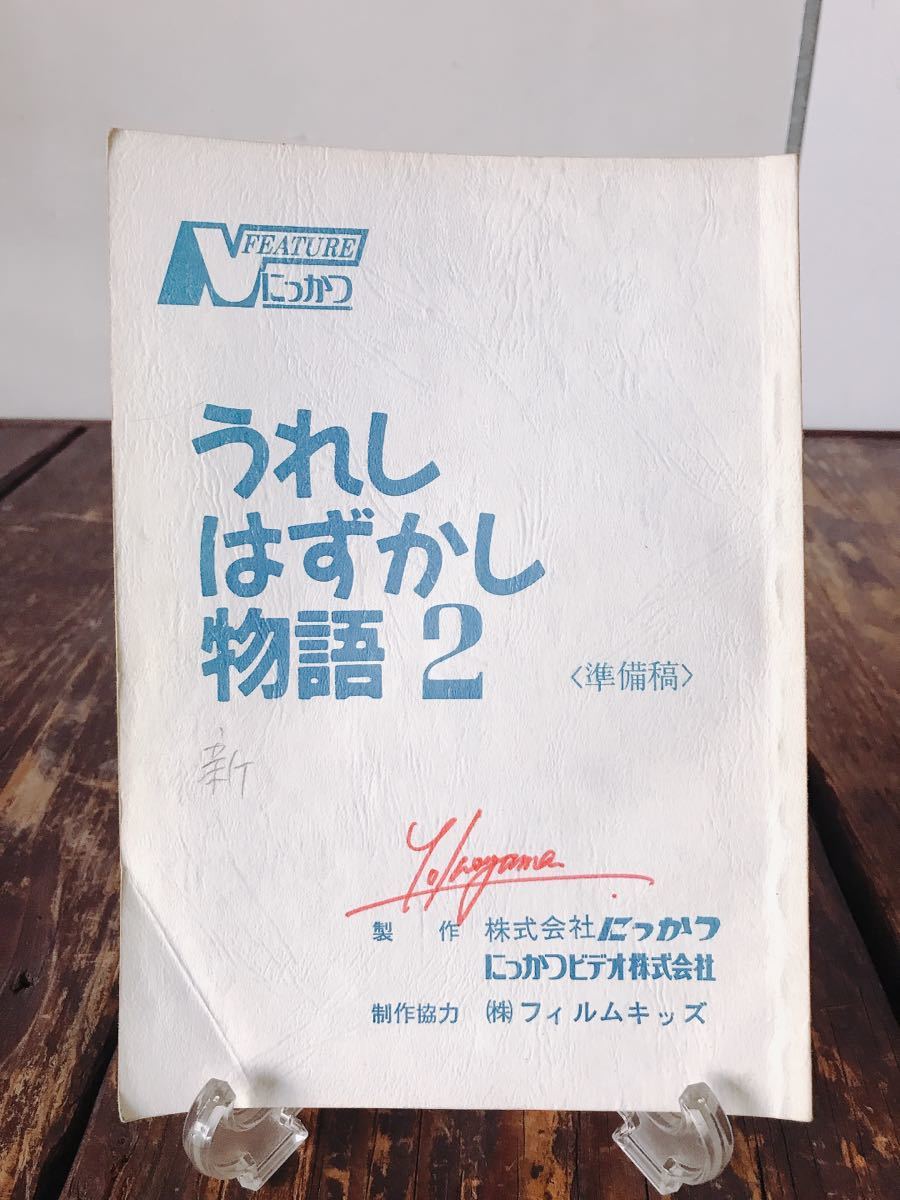 FEATURE
にっかつ
うれし
はずかし
物語 2
〈準備稿〉
新
製作 株式会社にっかつ
にっかつビデオ株式会社
制作協力 ㈱フィルムキッズ